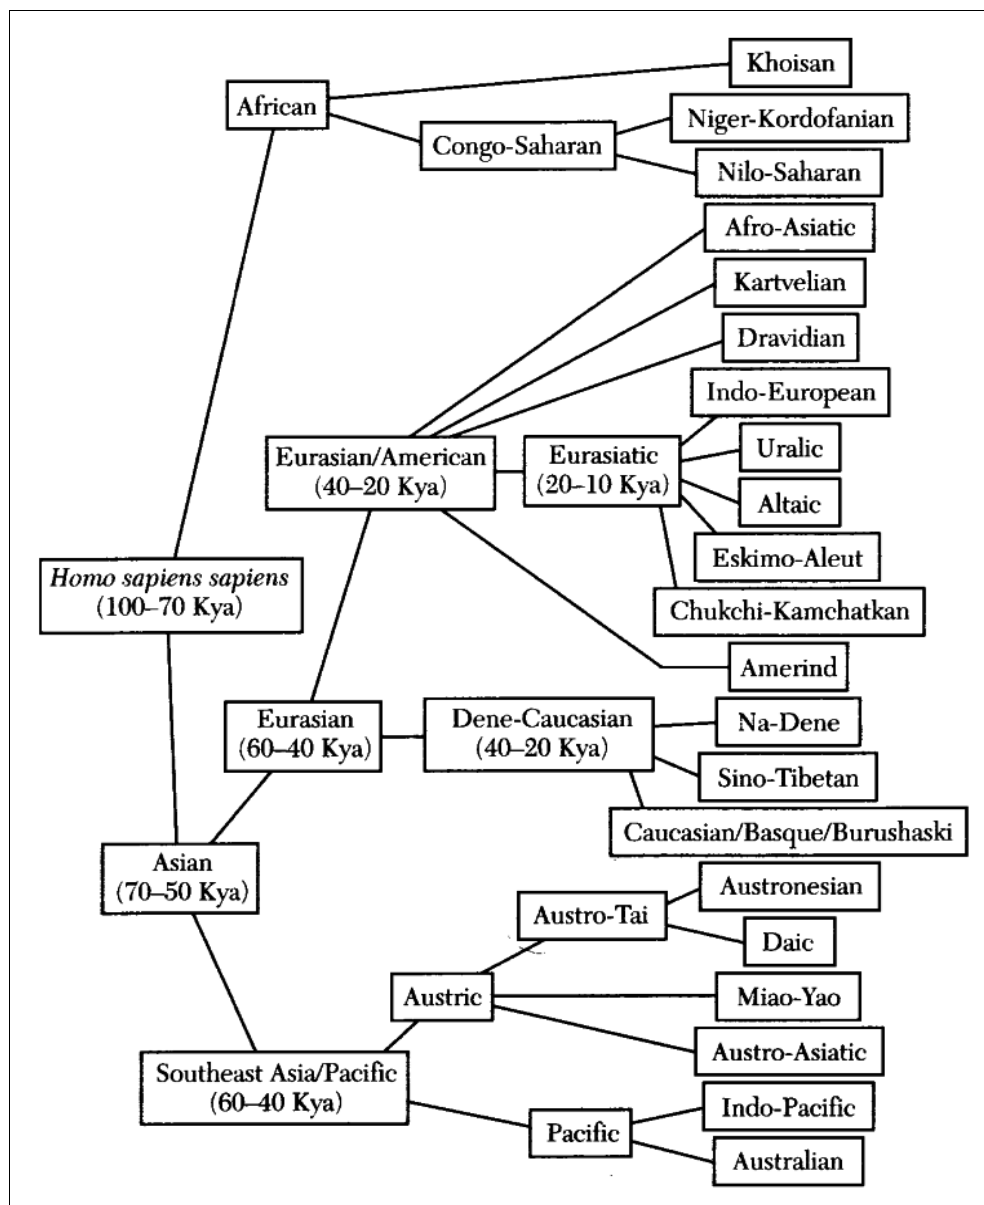 Khoisan
African
Niger-Kordofanian
Congo-Saharan
Nilo-Saharan
Afro-Asiatic
Kartvelian
Dravidian
Indo-European
Eurasian/American
(40–20 Kya)
Eurasiatic
(20–10 Kya)
Uralic
Altaic
Eskimo-Aleut
Homo sapiens sapiens
(100–70 Kya)
Chukchi-Kamchatkan
Amerind
Eurasian
(60–40 Kya)
Dene-Caucasian
(40–20 Kya)
Na-Dene
Sino-Tibetan
Caucasian/Basque/Burushaski
Asian
(70–50 Kya)
Austronesian
Austro-Tai
Daic
Austric
Miao-Yao
Austro-Asiatic
Southeast Asia/Pacific
(60–40 Kya)
Indo-Pacific
Pacific
Australian